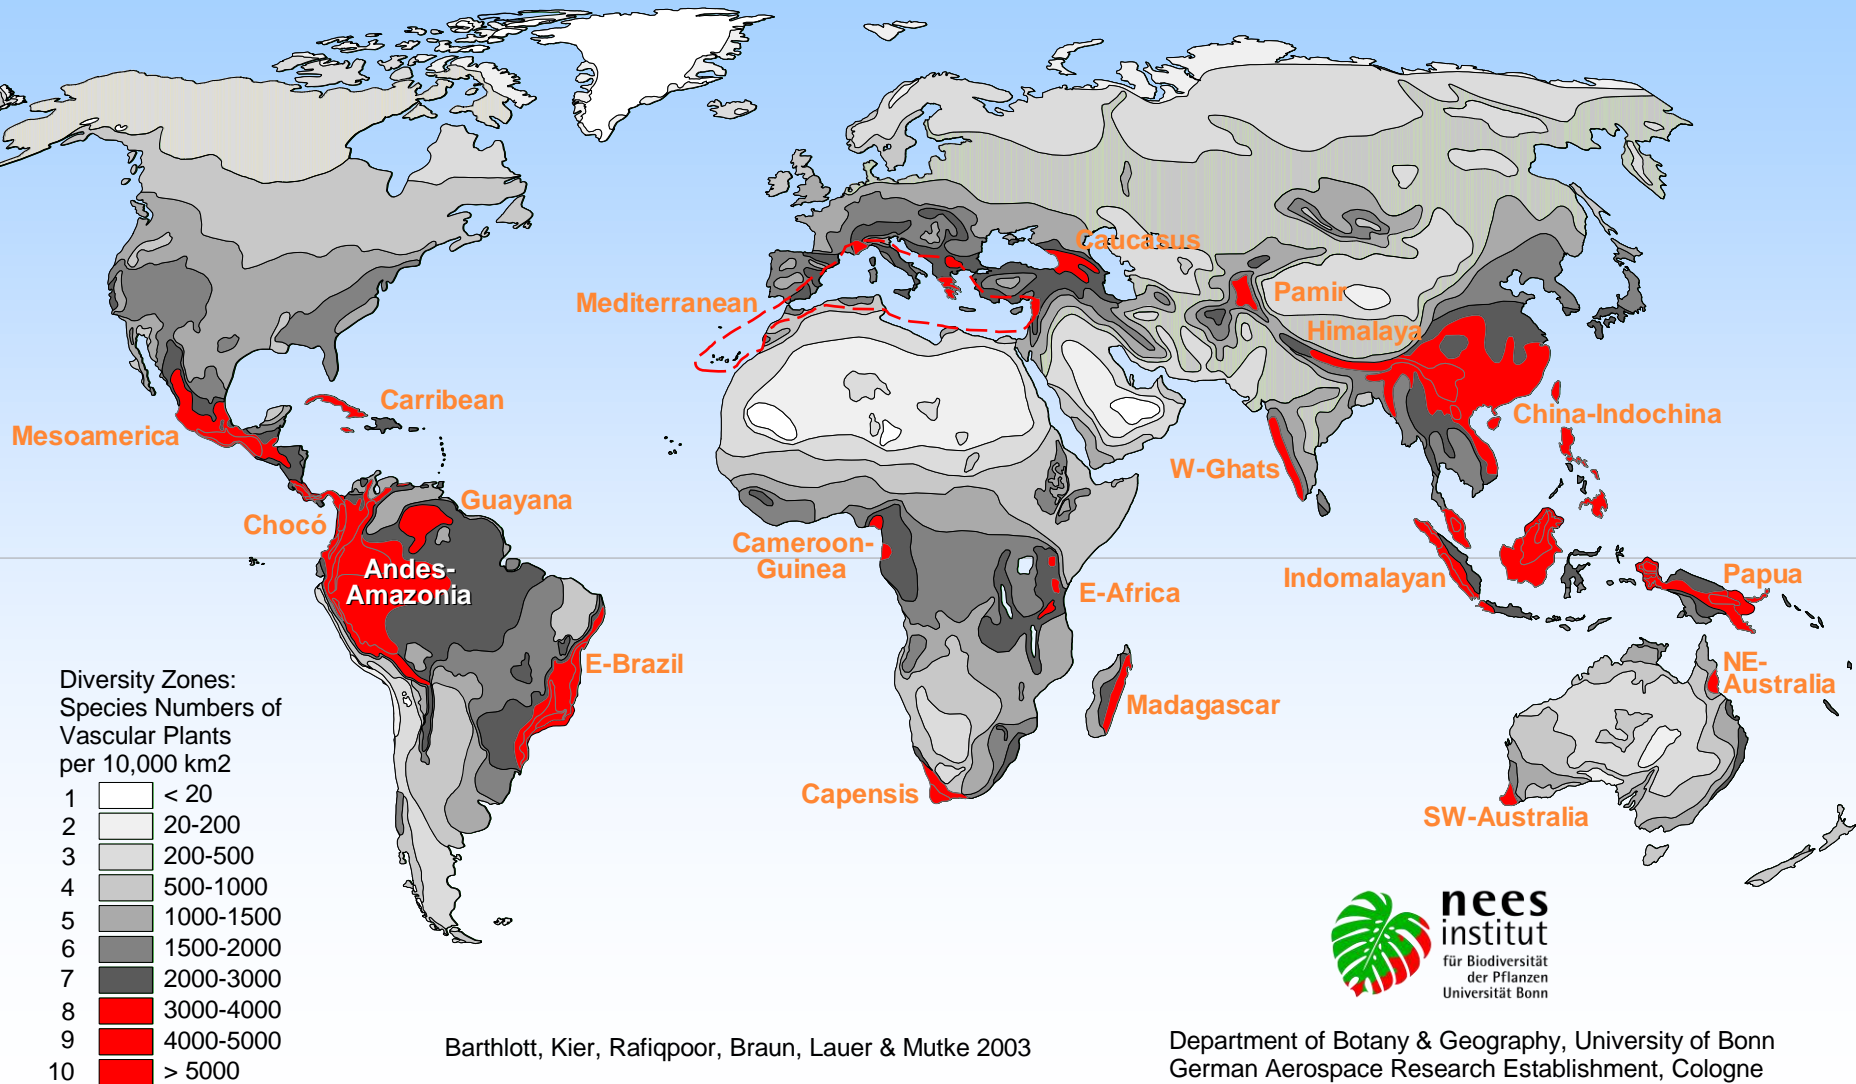 Caucasus
Mediterranean
Pamir
Himalaya
Carribean
China-Indochina
Mesoamerica
W-Ghats
Guayana
Chocó
Cameroon-
Guinea
Andes-
Amazonia
Indomalayan
Papua
E-Africa
E-Brazil
NE-
Australia
Madagascar
Capensis
SW-Australia
Diversity Zones:
Species Numbers of
Vascular Plants
per 10,000 km2
1 < 20
2 20-200
3 200-500
4 500-1000
5 1000-1500
6 1500-2000
7 2000-3000
8 3000-4000
9 4000-5000
10 > 5000
nees
institut
für Biodiversität
der Pflanzen
Universität Bonn
Barthlott, Kier, Rafiqpoor, Braun, Lauer & Mutke 2003
Department of Botany & Geography, University of Bonn
German Aerospace Research Establishment, Cologne